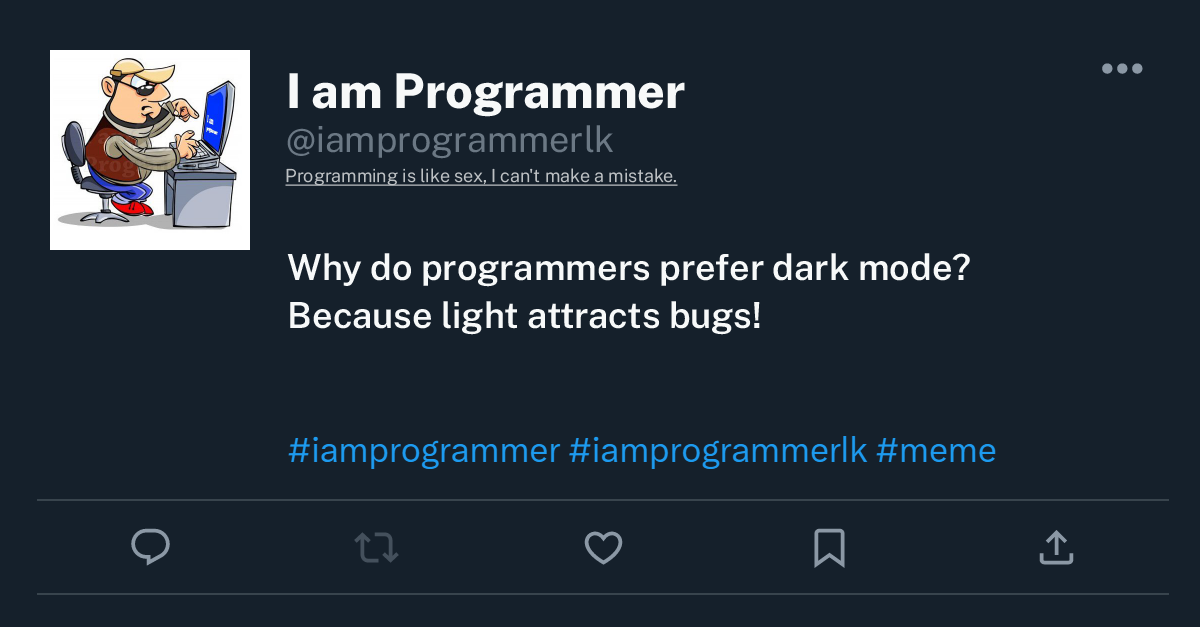 I am Programmer
@iamprogrammerlk
Programming is like sex, I can't make a mistake.
Why do programmers prefer dark mode?
Because light attracts bugs!
#iamprogrammer #iamprogrammerlk #meme